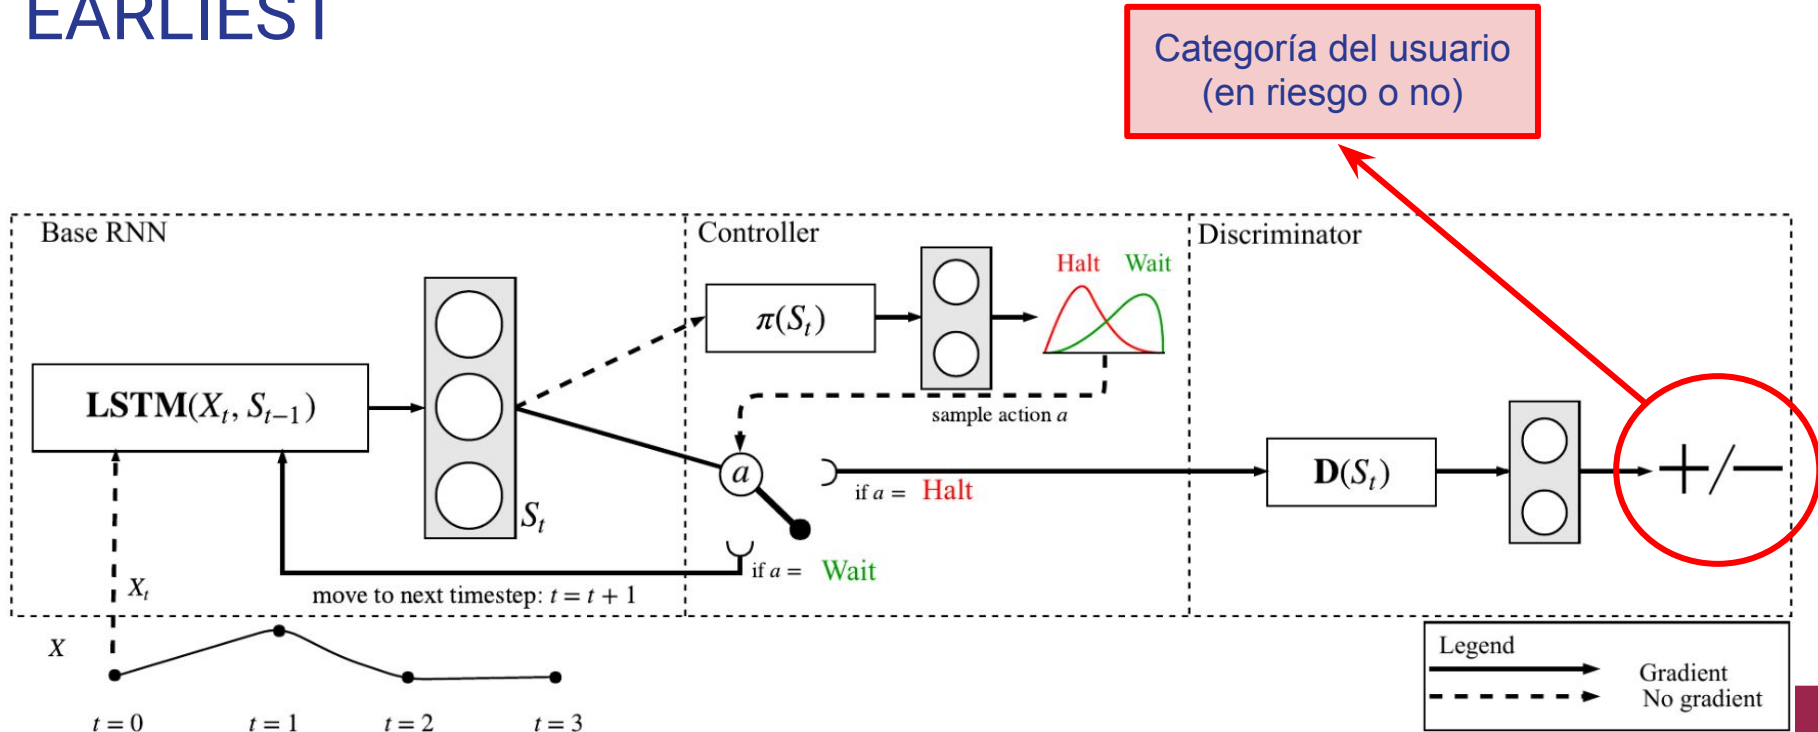 EARLIEST
Categoría del usuario
(en riesgo o no)
Base RNN
Controller
Discriminator
Halt Wait
π(Sₜ)
LSTM(Xₜ, Sₜ₋₁)
sample action a
a
if a = Halt
D(Sₜ)
+/−
Sₜ
if a = Wait
Xₜ
move to next timestep: t = t + 1
X
Legend
Gradient
No gradient
t = 0 t = 1 t = 2 t = 3